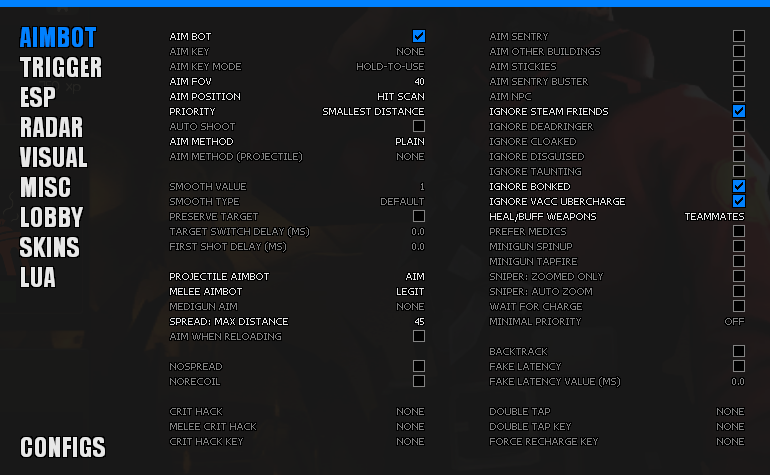 AIMBOT
TRIGGER
ESP
RADAR
VISUAL
MISC
LOBBY
SKINS
LUA
CONFIGS
AIM BOT
AIM KEY NONE
AIM KEY MODE HOLD-TO-USE
AIM FOV 40
AIM POSITION HIT SCAN
PRIORITY SMALLEST DISTANCE
AUTO SHOOT
AIM METHOD PLAIN
AIM METHOD (PROJECTILE) NONE
SMOOTH VALUE 1
SMOOTH TYPE DEFAULT
PRESERVE TARGET
TARGET SWITCH DELAY (MS) 0.0
FIRST SHOT DELAY (MS) 0.0
PROJECTILE AIMBOT AIM
MELEE AIMBOT LEGIT
MEDIGUN AIM NONE
SPREAD: MAX DISTANCE 45
AIM WHEN RELOADING
NOSPREAD
NORECOIL
CRIT HACK NONE
MELEE CRIT HACK NONE
CRIT HACK KEY NONE
AIM SENTRY
AIM OTHER BUILDINGS
AIM STICKIES
AIM SENTRY BUSTER
AIM NPC
IGNORE STEAM FRIENDS
IGNORE DEADRINGER
IGNORE CLOAKED
IGNORE DISGUISED
IGNORE TAUNTING
IGNORE BONKED
IGNORE VACC UBERCHARGE
HEAL/BUFF WEAPONS TEAMMATES
PREFER MEDICS
MINIGUN SPINUP
MINIGUN TAPFIRE
SNIPER: ZOOMED ONLY
SNIPER: AUTO ZOOM
WAIT FOR CHARGE
MINIMAL PRIORITY OFF
BACKTRACK
FAKE LATENCY
FAKE LATENCY VALUE (MS) 0.0
DOUBLE TAP NONE
DOUBLE TAP KEY NONE
FORCE RECHARGE KEY NONE